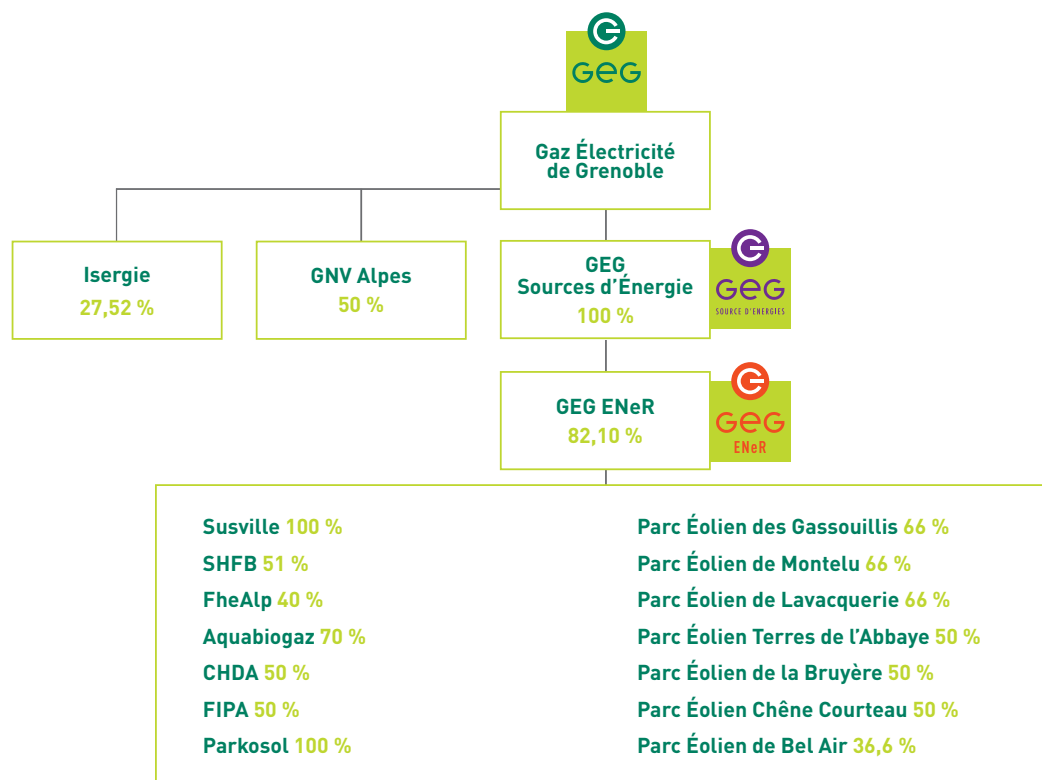 GeG
Gaz Électricité
de Grenoble
Isergie
27,52 %
GNV Alpes
50 %
GEG
Sources d'Énergie
100 %
GeG
SOURCE D'ENERGIES
GEG ENeR
82,10 %
GeG
ENeR
Susville 100 %
SHFB 51 %
FheAlp 40 %
Aquabiogaz 70 %
CHDA 50 %
FIPA 50 %
Parkosol 100 %
Parc Éolien des Gassouillis 66 %
Parc Éolien de Montelu 66 %
Parc Éolien de Lavacquerie 66 %
Parc Éolien Terres de l'Abbaye 50 %
Parc Éolien de la Bruyère 50 %
Parc Éolien Chêne Courteau 50 %
Parc Éolien de Bel Air 36,6 %